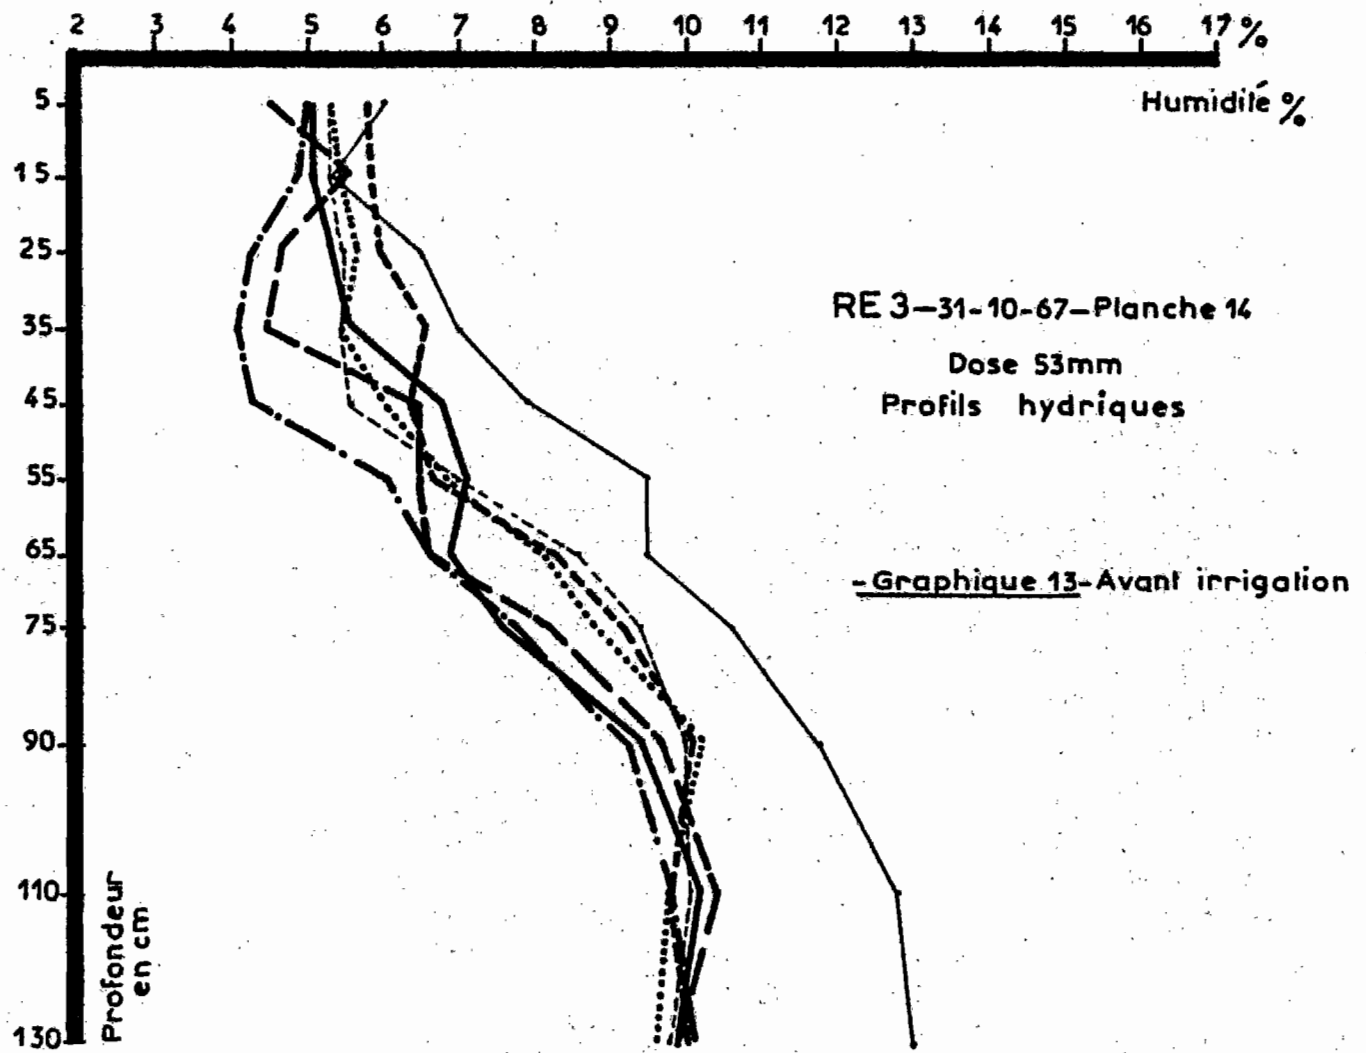 2 3 4 5 6 7 8 9 10 11 12 13 14 15 16 17 %
Humidité %
5
15
25
35
45
55
65
75
90
110
130
RE 3-31-10-67-Planche 14
Dose 53mm
Profils hydriques
-Graphique 13-Avant irrigation
Profondeur
en cm